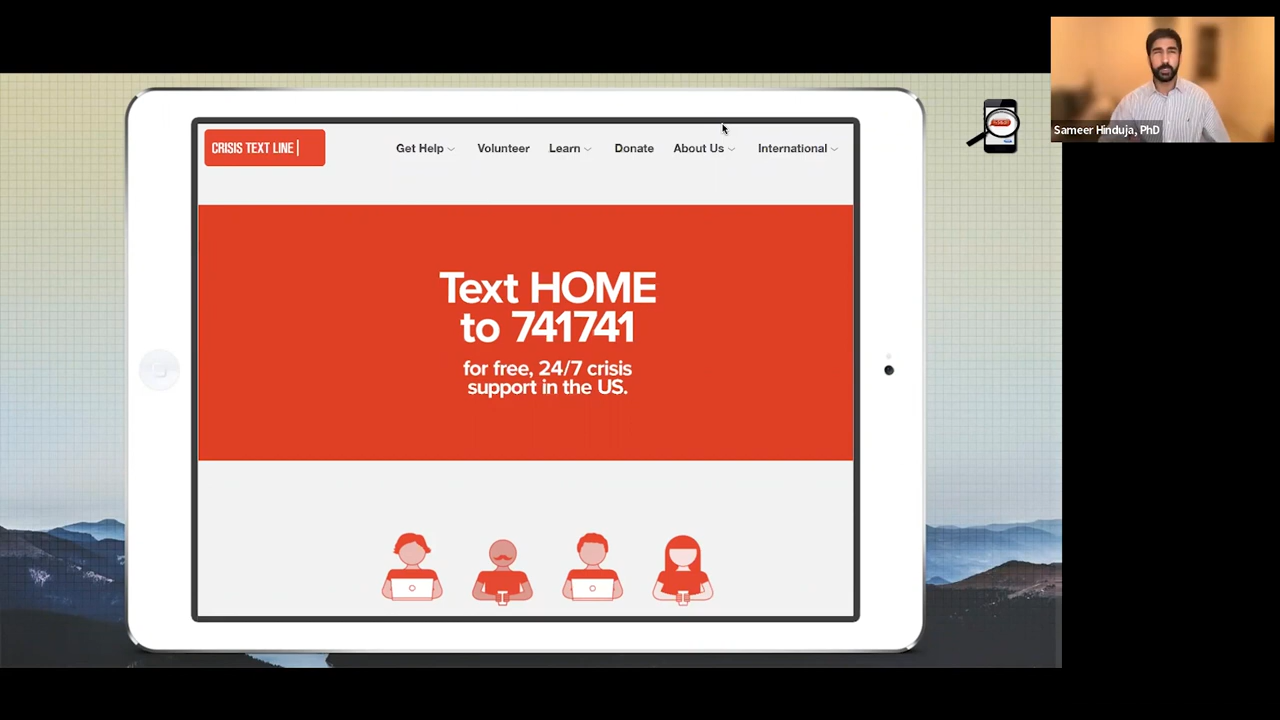 Sameer Hinduja, PhD
CRISIS TEXT LINE |
Get Help Volunteer Learn Donate About Us International
Text HOME
to 741741
for free, 24/7 crisis
support in the US.